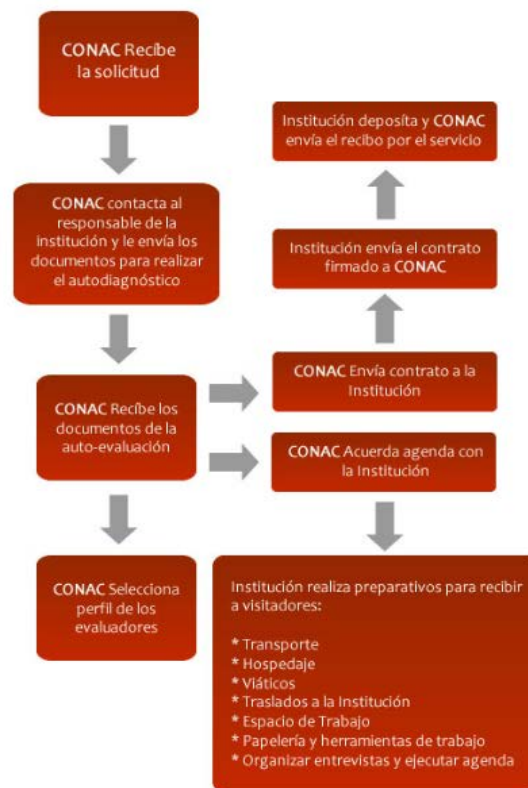 CONAC Recíbe
la solicitud
CONAC contacta al
responsable de la
institución y le envía los
documentos para realizar
el autodiagnóstico
CONAC Recíbe los
documentos de la
auto-evaluación
CONAC Selecciona
perfil de los
evaluadores
Institución deposíta y CONAC
envía el recibo por el servicio
Institución envía el contrato
firmado a CONAC
CONAC Envía contrato a la
Institución
CONAC Acuerda agenda con
la Institución
Institución realiza preparativos para recibir
a visitadores:
* Transporte
* Hospedaje
* Viáticos
* Traslados a la Institución
* Espacio de Trabajo
* Papelería y herramientas de trabajo
* Organizar entrevistas y ejecutar agenda